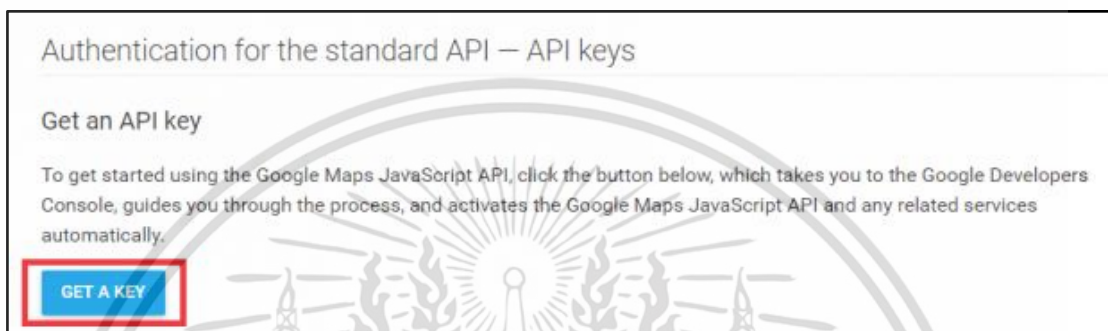 Authentication for the standard API — API keys
Get an API key
To get started using the Google Maps JavaScript API, click the button below, which takes you to the Google Developers
Console, guides you through the process, and activates the Google Maps JavaScript API and any related services
automatically.
GET A KEY